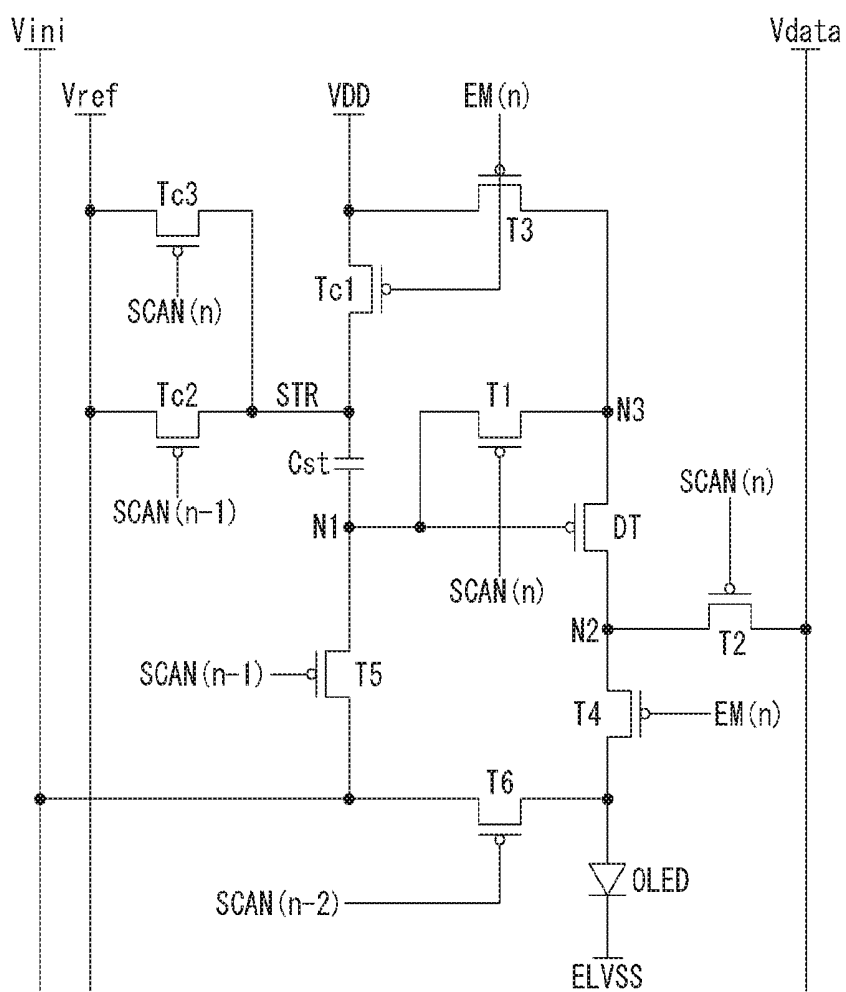 Vini
Vdata
Vref
VDD
EM(n)
Tc3
T3
Tc1
SCAN(n)
Tc2
STR
T1
N3
Cst
SCAN(n)
SCAN(n-1)
N1
DT
SCAN(n)
N2
T2
SCAN(n-1)
T5
T4
EM(n)
T6
OLED
SCAN(n-2)
ELVSS